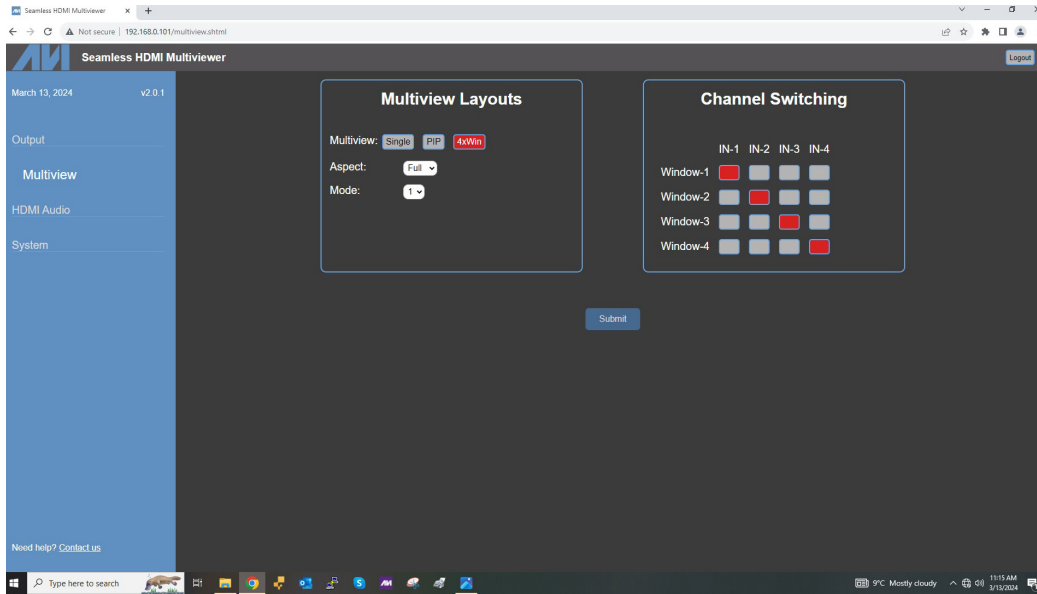 Seamless HDMI Multiviewer
Not secure | 192.168.0.101/multiview.shtml
Seamless HDMI Multiviewer
Logout
March 13, 2024 v2.0.1
Output
Multiview
HDMI Audio
System
Multiview Layouts
Multiview: Single PIP 4xWin
Aspect: Full
Mode: 1
Channel Switching
IN-1 IN-2 IN-3 IN-4
Window-1
Window-2
Window-3
Window-4
Submit
Need help? Contact us
Type here to search
9°C Mostly cloudy
11:15 AM
3/13/2024